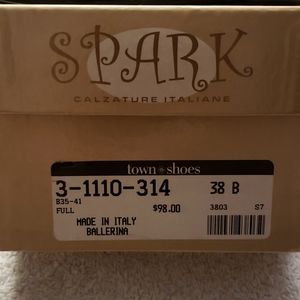 SPARK
CALZATURE ITALIANE
town shoes
3-1110-314 38 B
B35-41
FULL $98.00 3803 S7
MADE IN ITALY
BALLERINA